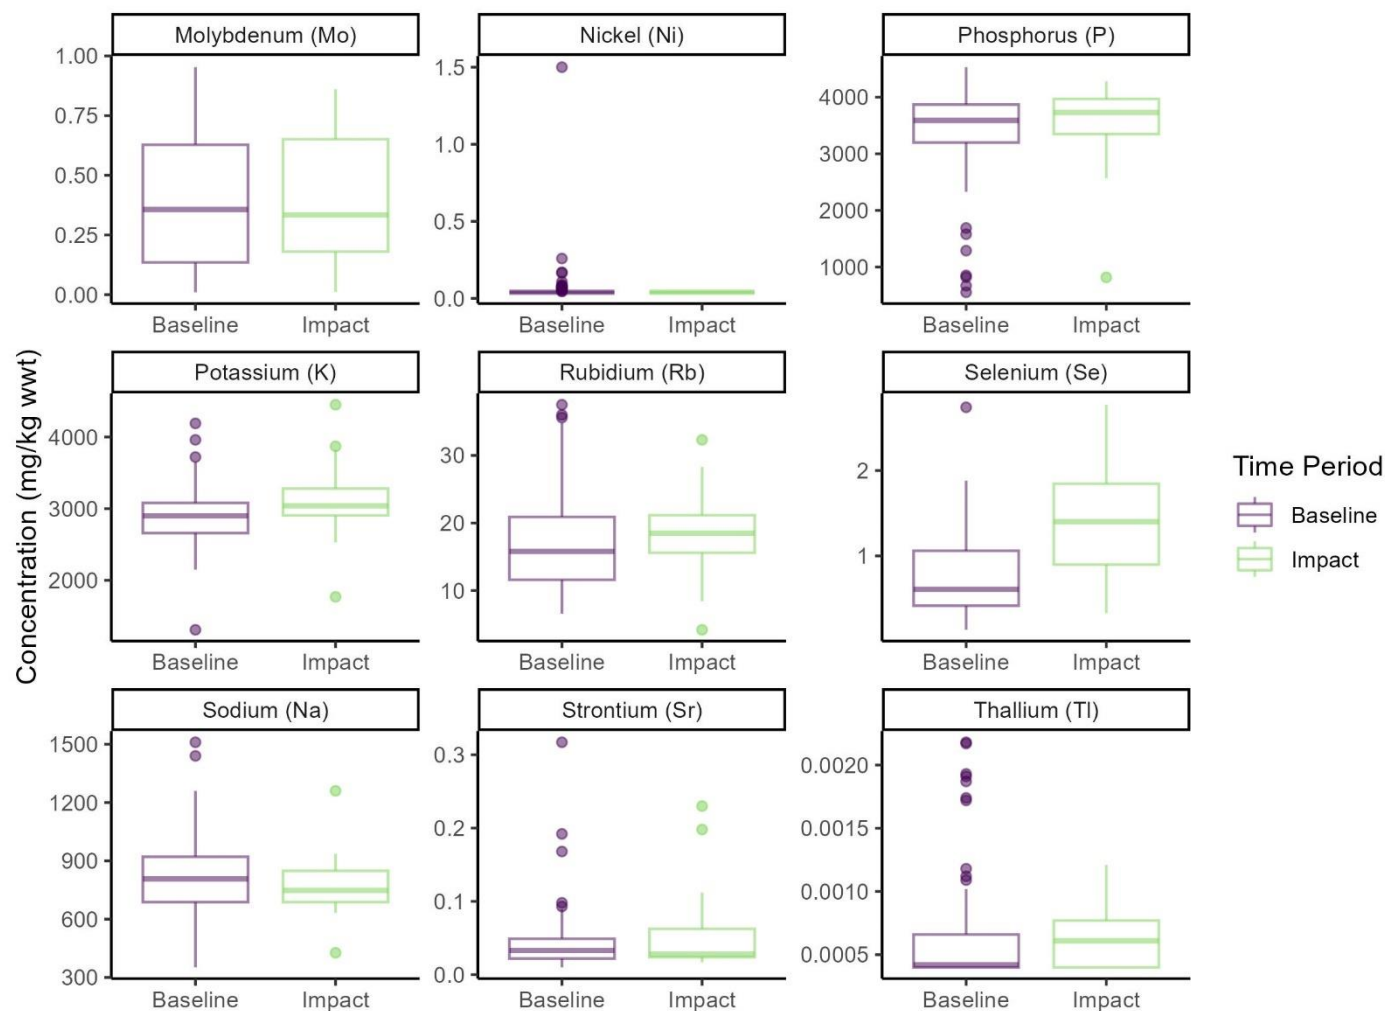 Molybdenum (Mo)
Nickel (Ni)
Phosphorus (P)
1.00
0.75
0.50
0.25
0.00
1.5
1.0
0.5
0.0
4000
3000
2000
1000
Baseline
Impact
Baseline
Impact
Baseline
Impact
Concentration (mg/kg wwt)
Potassium (K)
Rubidium (Rb)
Selenium (Se)
4000
3000
2000
30
20
10
2
1
Baseline
Impact
Baseline
Impact
Baseline
Impact
Sodium (Na)
Strontium (Sr)
Thallium (Tl)
1500
1200
900
600
300
0.3
0.2
0.1
0.0
0.0020
0.0015
0.0010
0.0005
Baseline
Impact
Baseline
Impact
Baseline
Impact
Time Period
Baseline
Impact